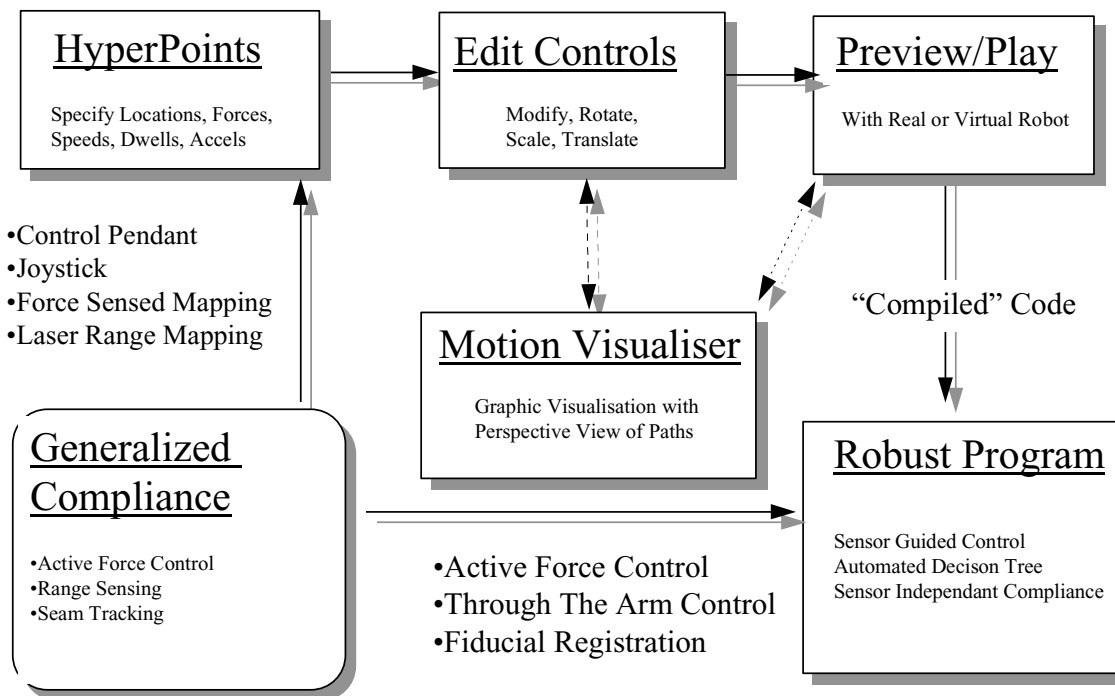 HyperPoints
Specify Locations, Forces,
Speeds, Dwells, Accels
Edit Controls
Modify, Rotate,
Scale, Translate
Preview/Play
With Real or Virtual Robot
•Control Pendant
•Joystick
•Force Sensed Mapping
•Laser Range Mapping
“Compiled” Code
Motion Visualiser
Graphic Visualisation with
Perspective View of Paths
Generalized
Compliance
•Active Force Control
•Range Sensing
•Seam Tracking
•Active Force Control
•Through The Arm Control
•Fiducial Registration
Robust Program
Sensor Guided Control
Automated Decison Tree
Sensor Independant Compliance